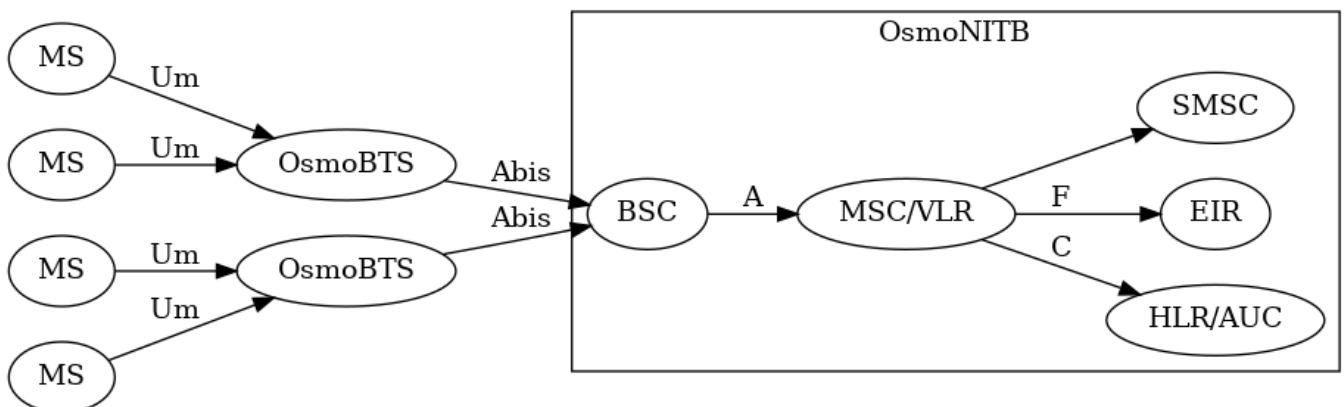 OsmoNITB
MS
Um
MS
Um
OsmoBTS
Abis
MS
Um
OsmoBTS
Abis
MS
Um
BSC
A
MSC/VLR
SMSC
F
EIR
C
HLR/AUC